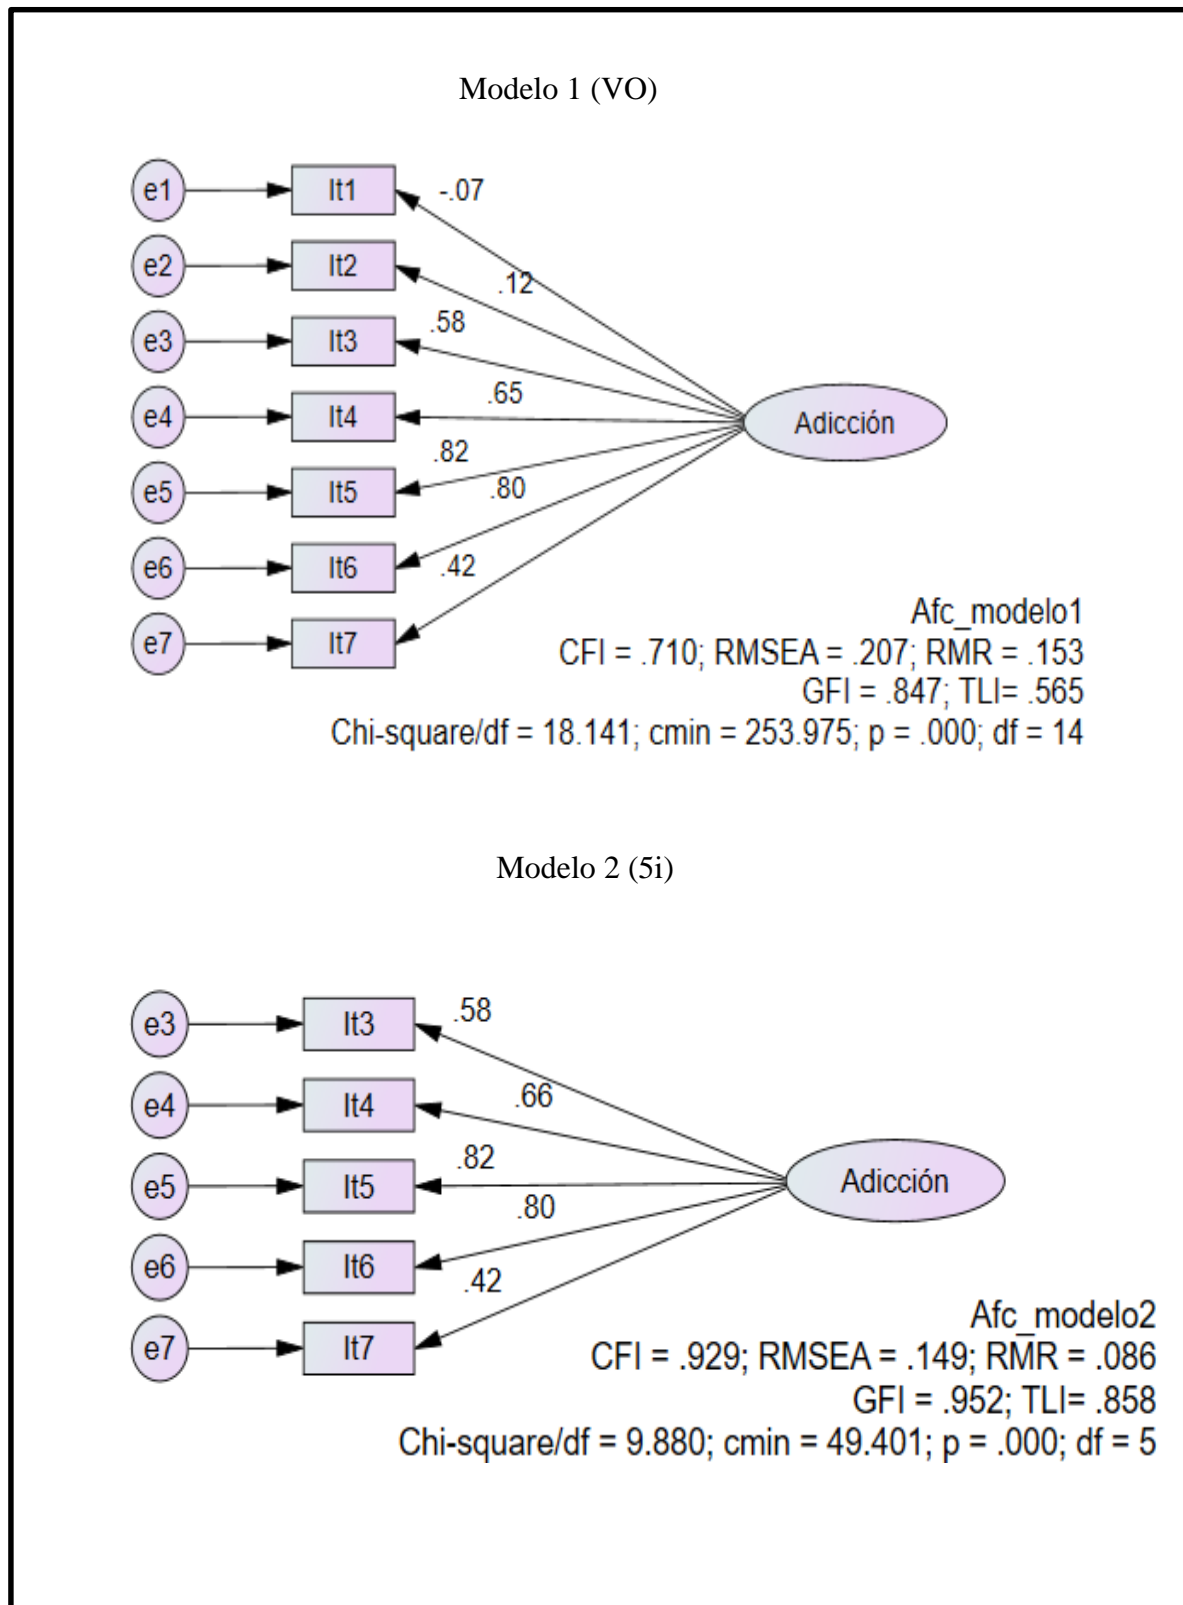 Modelo 1 (VO)
e1 It1 -.07
e2 It2 .12
e3 It3 .58
e4 It4 .65
Adicción
e5 It5 .82
e6 It6 .80
e7 It7 .42
Afc_modelo1
CFI = .710; RMSEA = .207; RMR = .153
GFI = .847; TLI= .565
Chi-square/df = 18.141; cmin = 253.975; p = .000; df = 14
Modelo 2 (5i)
e3 It3 .58
e4 It4 .66
e5 It5 .82
Adicción
e6 It6 .80
e7 It7 .42
Afc_modelo2
CFI = .929; RMSEA = .149; RMR = .086
GFI = .952; TLI= .858
Chi-square/df = 9.880; cmin = 49.401; p = .000; df = 5